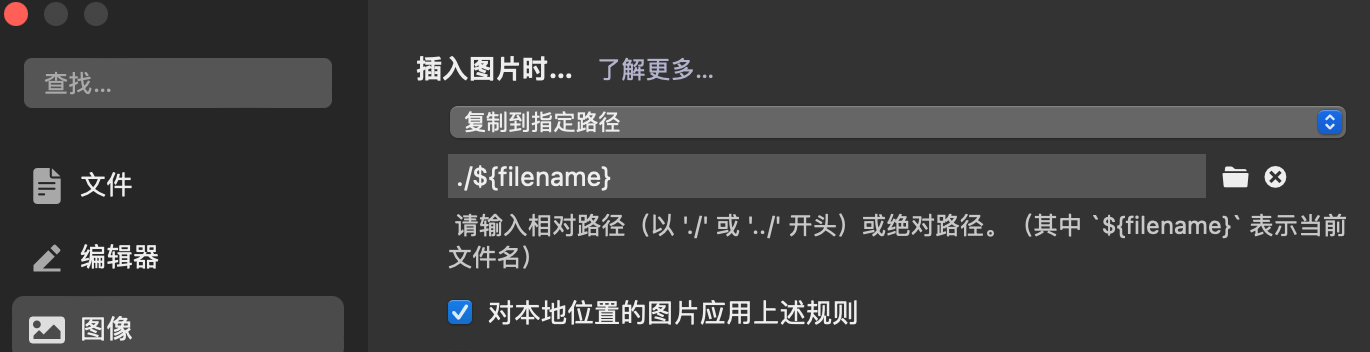 查找...
文件
编辑器
图像
插入图片时... 了解更多...
复制到指定路径
./${filename}
请输入相对路径（以 './' 或 '../' 开头）或绝对路径。（其中 `${filename}` 表示当前
文件名）
对本地位置的图片应用上述规则